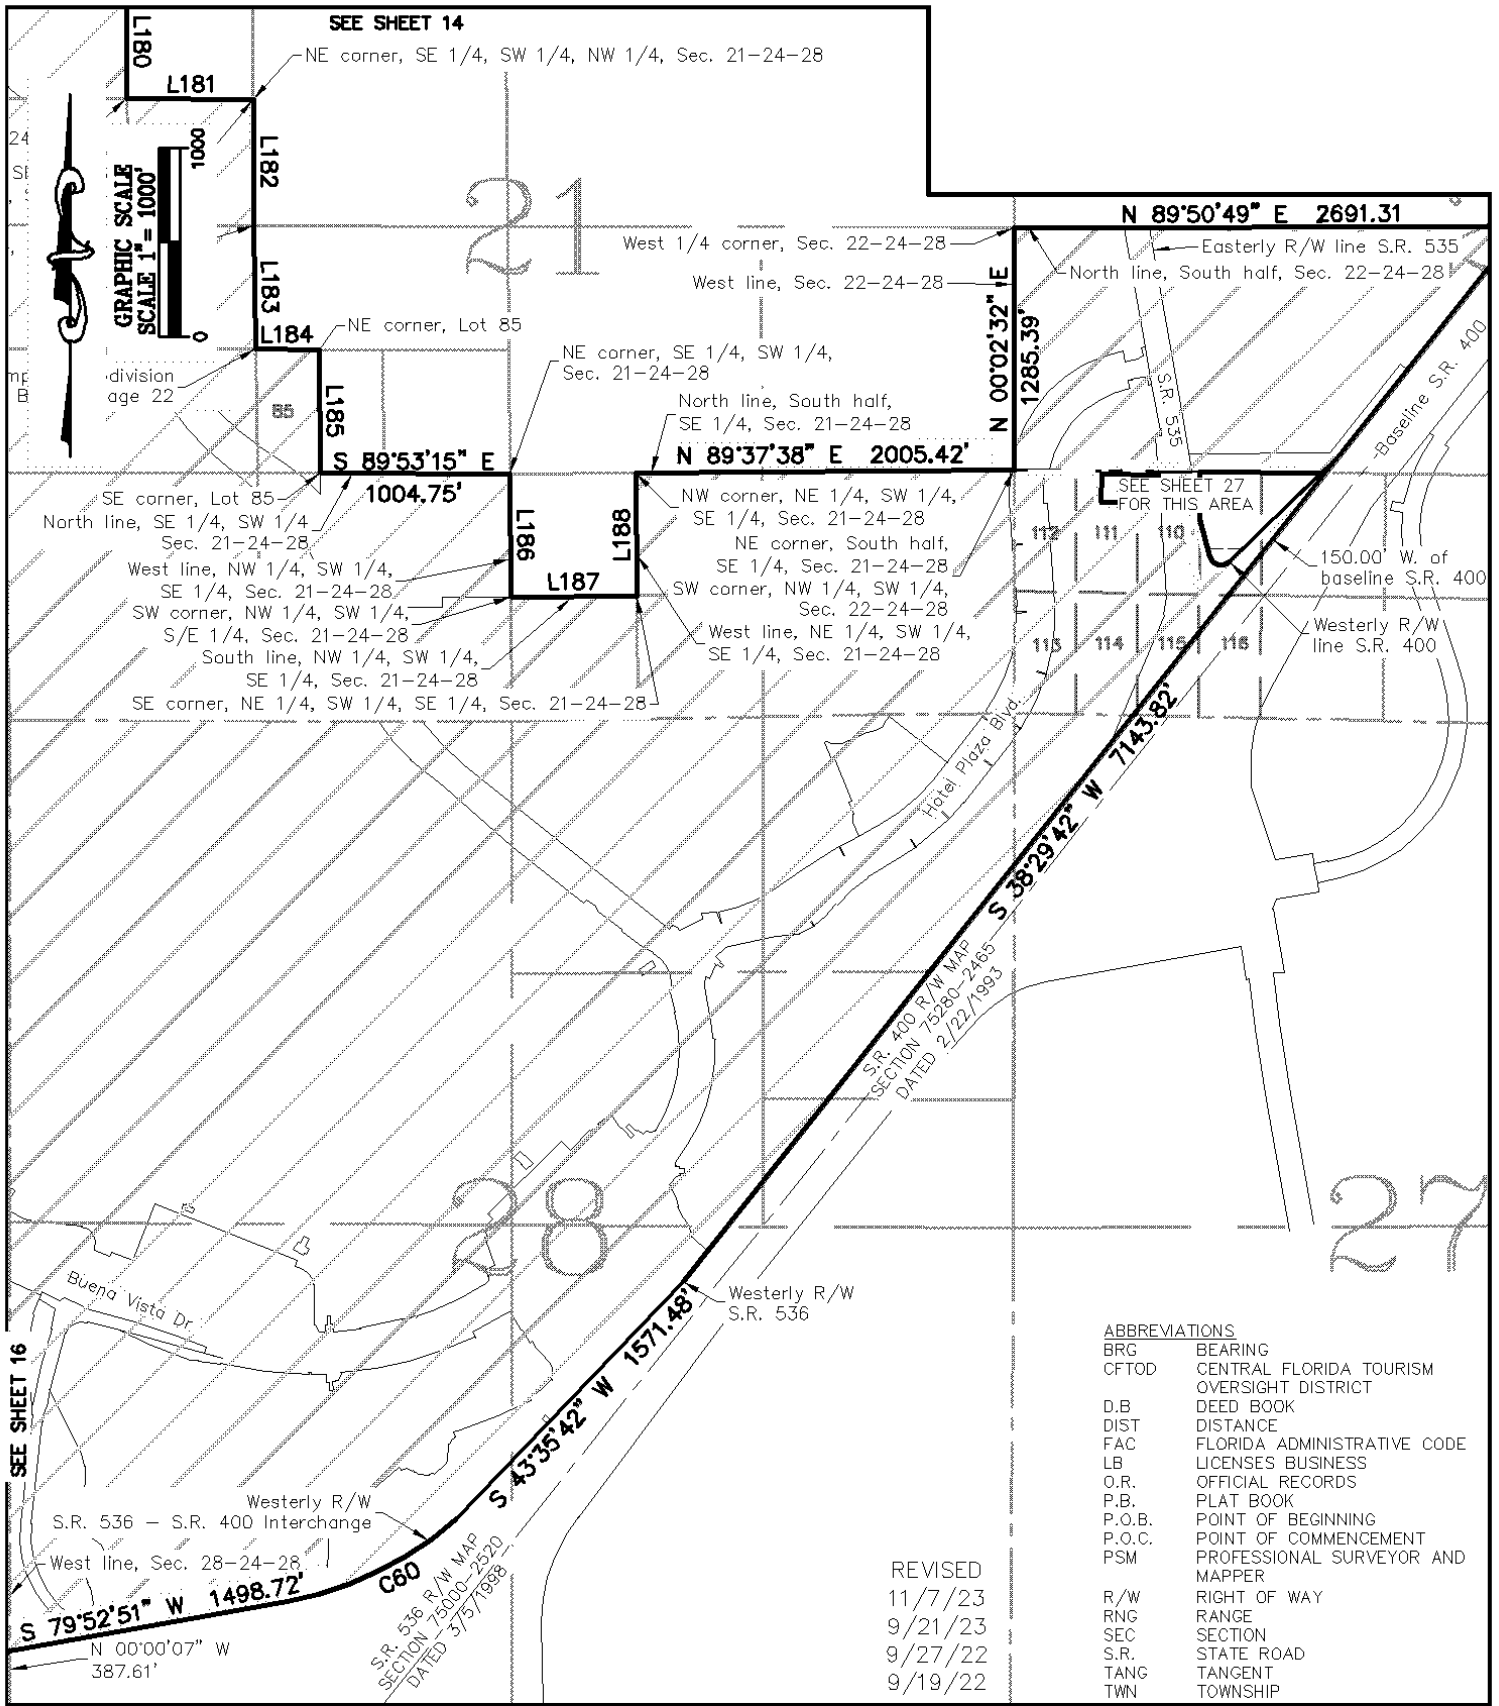 SEE SHEET 14
L180
NE corner, SE 1/4, SW 1/4, NW 1/4, Sec. 21-24-28
L181
L182
24
GRAPHIC SCALE
SCALE 1" = 1000'
1000
0
21
N 89°50'49" E 2691.31
West 1/4 corner, Sec. 22-24-28
Easterly R/W line S.R. 535
North line, South half, Sec. 22-24-28
West line, Sec. 22-24-28
N 00°02'32" E
1285.39'
L183
L184
NE corner, Lot 85
NE corner, SE 1/4, SW 1/4,
Sec. 21-24-28
division
age 22
B
85
L185
S.R. 535
Baseline S.R. 400
North line, South half,
SE 1/4, Sec. 21-24-28
S 89°53'15" E
1004.75'
N 89°37'38" E 2005.42'
SE corner, Lot 85
North line, SE 1/4, SW 1/4
Sec. 21-24-28
West line, NW 1/4, SW 1/4,
SE 1/4, Sec. 21-24-28
SW corner, NW 1/4, SW 1/4,
S/E 1/4, Sec. 21-24-28
South line, NW 1/4, SW 1/4,
SE 1/4, Sec. 21-24-28
SE corner, NE 1/4, SW 1/4, SE 1/4, Sec. 21-24-28
L186
L187
L188
NW corner, NE 1/4, SW 1/4,
SE 1/4, Sec. 21-24-28
NE corner, South half,
SE 1/4, Sec. 21-24-28
SW corner, NW 1/4, SW 1/4,
Sec. 22-24-28
West line, NE 1/4, SW 1/4,
SE 1/4, Sec. 21-24-28
SEE SHEET 27
FOR THIS AREA
112
111
110
113
114
115
116
150.00' W. of
baseline S.R. 400
Westerly R/W
line S.R. 400
Hotel Plaza Blvd.
S 38°29'42" W 7143.82'
S.R. 400 R/W MAP
SECTION 75280-2465
DATED 2/22/1993
28
27
Buena Vista Dr
Westerly R/W
S.R. 536
S 43°35'42" W 1571.48'
SEE SHEET 16
Westerly R/W
S.R. 536 - S.R. 400 Interchange
West line, Sec. 28-24-28
C60
S 79°52'51" W 1498.72'
N 00°00'07" W
387.61'
S.R. 536 R/W MAP
SECTION 75000-2520
DATED 3/5/1998
REVISED
11/7/23
9/21/23
9/27/22
9/19/22
ABBREVIATIONS
BRG BEARING
CFTOD CENTRAL FLORIDA TOURISM
OVERSIGHT DISTRICT
D.B DEED BOOK
DIST DISTANCE
FAC FLORIDA ADMINISTRATIVE CODE
LB LICENSES BUSINESS
O.R. OFFICIAL RECORDS
P.B. PLAT BOOK
P.O.B. POINT OF BEGINNING
P.O.C. POINT OF COMMENCEMENT
PSM PROFESSIONAL SURVEYOR AND
MAPPER
R/W RIGHT OF WAY
RNG RANGE
SEC SECTION
S.R. STATE ROAD
TANG TANGENT
TWN TOWNSHIP